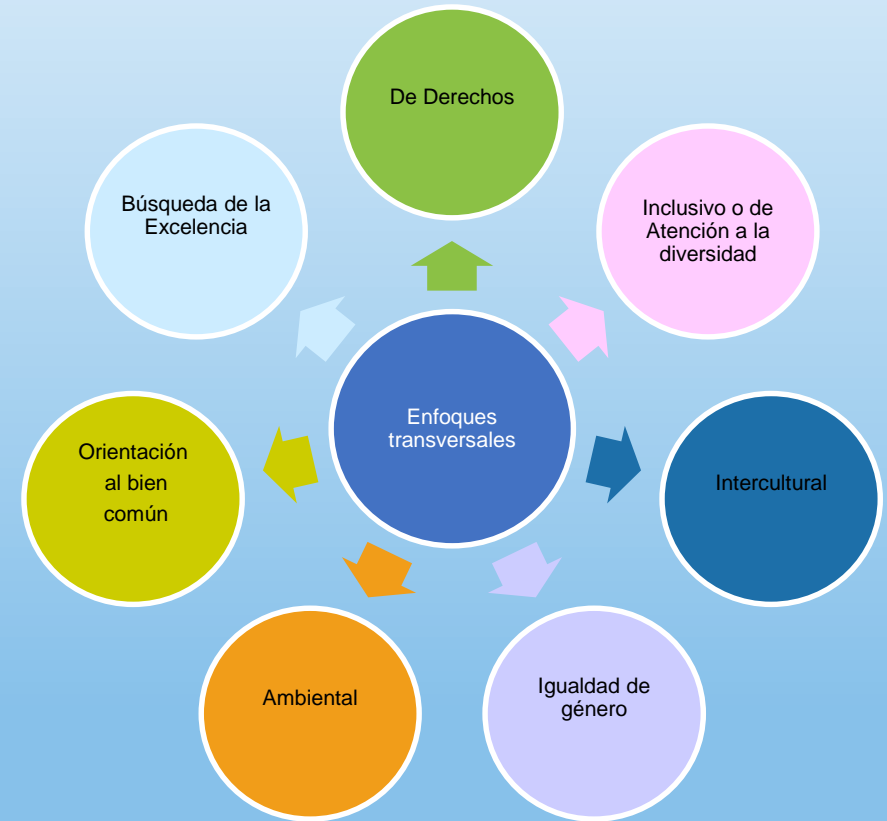 De Derechos
Búsqueda de la
Excelencia
Inclusivo o de
Atención a la
diversidad
Enfoques
transversales
Orientación
al bien
común
Intercultural
Ambiental
Igualdad de
género